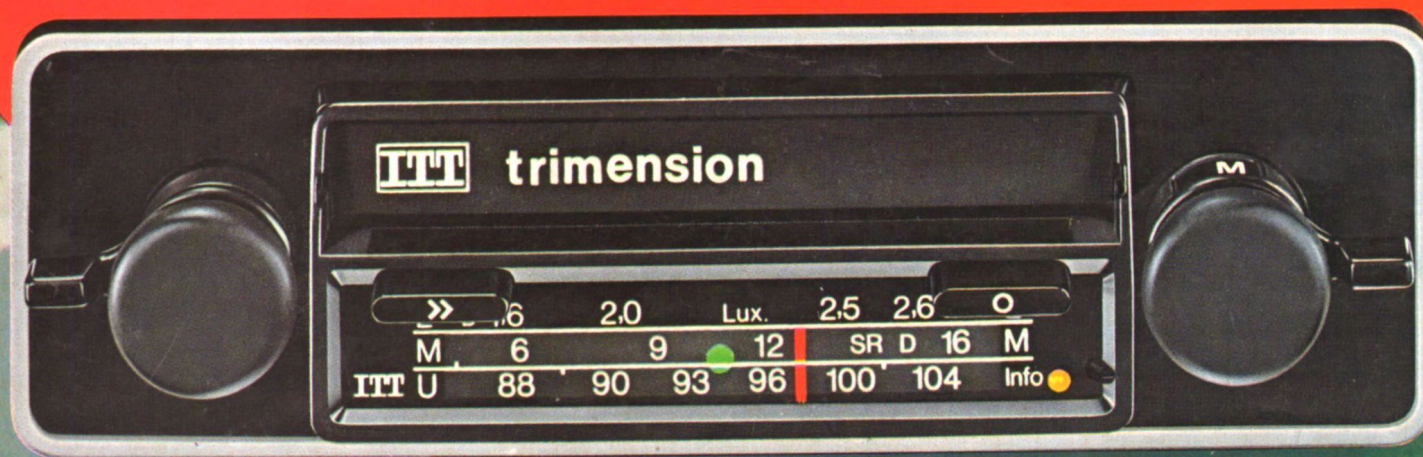 ITT trimension
M
» 1,6 2,0 Lux. 2,5 2,6 O
M 6 9 12 SR D 16 M
ITT U 88 90 93 96 100 104 Info